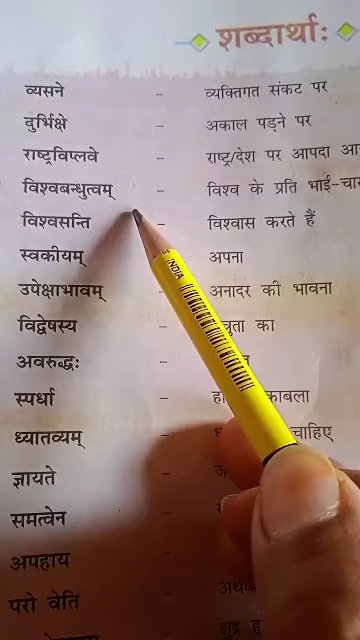 शब्दार्थाः
व्यसने – व्यक्तिगत संकट पर
दुर्भिक्षे – अकाल पड़ने पर
राष्ट्रविप्लवे – राष्ट्र/देश पर आपदा
विश्वबन्धुत्वम् – विश्व के प्रति
विश्वसन्ति – विश्वास करते हैं
स्वकीयम् – अपना
उपेक्षाभावम् – अनादर की भावना
विद्वेषस्य – का
अवरुद्धः –
स्पर्धा –
ध्यातव्यम् – चाहिए
ज्ञायते –
समत्वेन –
अपहाय –
परो वेति –
क्षुद्र
INDIA